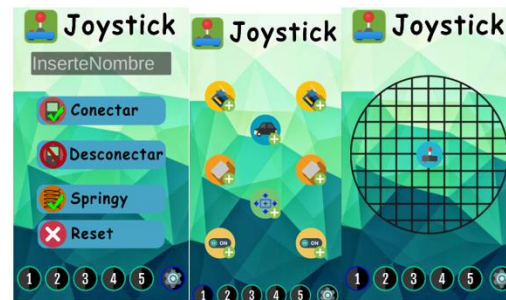 Joystick
InserteNombre
Conectar
Desconectar
Springy
Reset
1 2 3 4 5
Joystick
ON
ON
1 2 3 4 5
Joystick
1 2 3 4 5